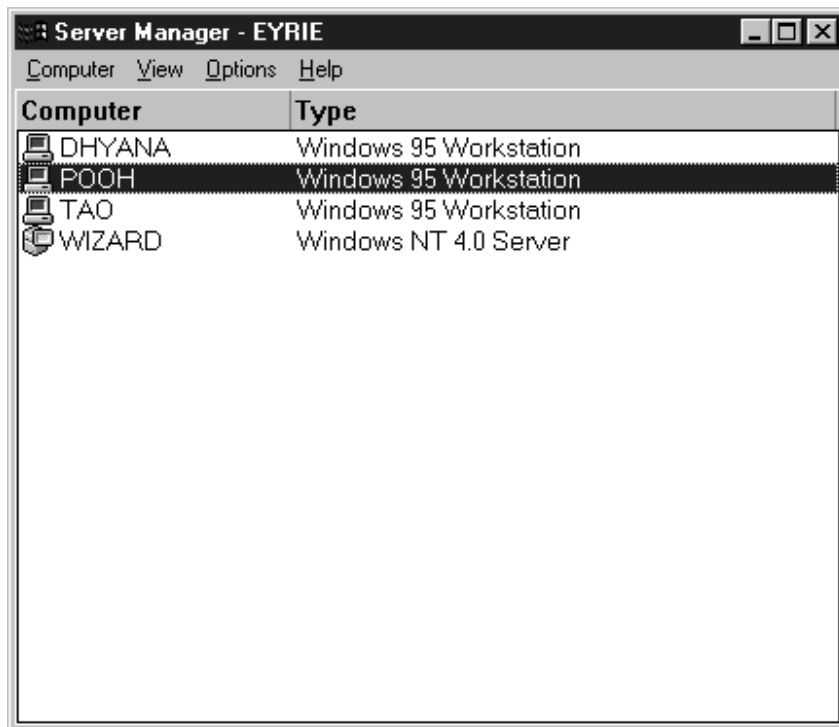 Server Manager - EYRIE
Computer View Options Help
Computer Type
DHYANA Windows 95 Workstation
POOH Windows 95 Workstation
TAO Windows 95 Workstation
WIZARD Windows NT 4.0 Server